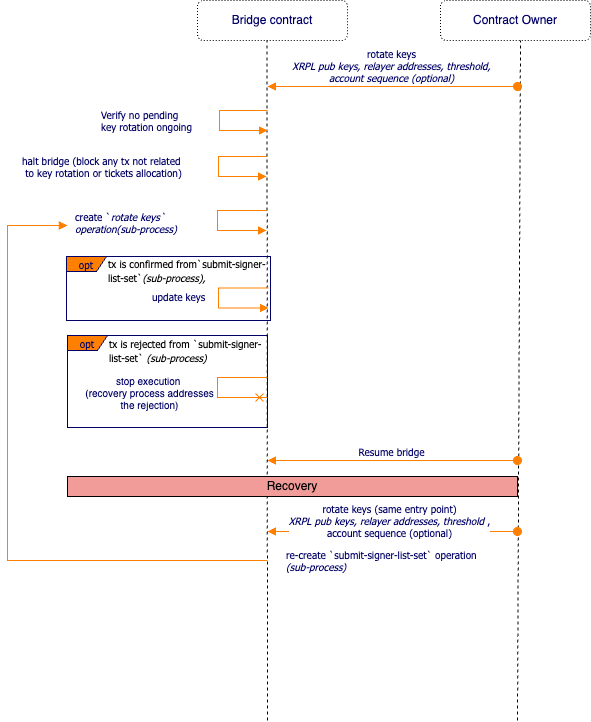 Bridge contract
Contract Owner
rotate keys
XRPL pub keys, relayer addresses, threshold,
account sequence (optional)
Verify no pending
key rotation ongoing
halt bridge (block any tx not related
to key rotation or tickets allocation)
create `rotate keys`
operation(sub-process)
opt
tx is confirmed from`submit-signer-
list-set` (sub-process),
update keys
opt
tx is rejected from `submit-signer-
list-set` (sub-process)
stop execution
(recovery process addresses
the rejection)
Resume bridge
Recovery
rotate keys (same entry point)
XRPL pub keys, relayer addresses, threshold ,
account sequence (optional)
re-create `submit-signer-list-set` operation
(sub-process)